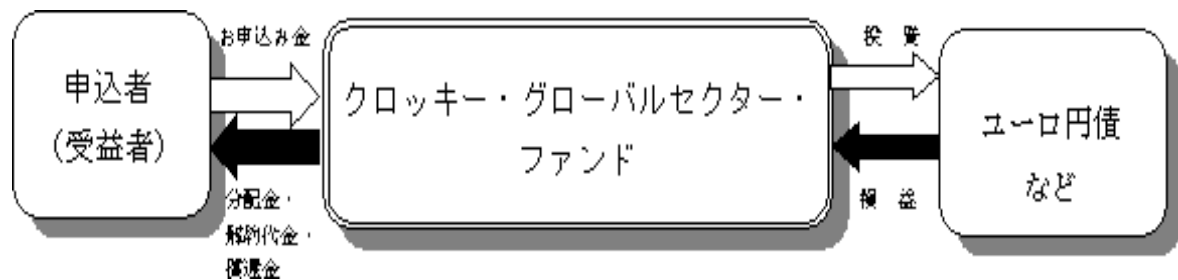 申込者
(受益者)
お申込み金
分配金・
解約代金・
償還金
クロッキー・グローバルセクター・
ファンド
投 資
損 益
ユーロ円債
など